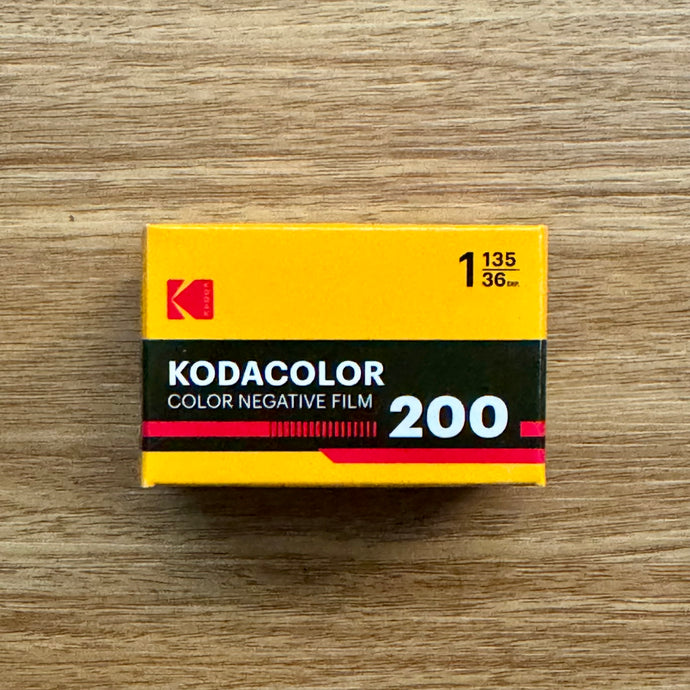 1 135
36 EXP.
KODAK
KODACOLOR
COLOR NEGATIVE FILM
200